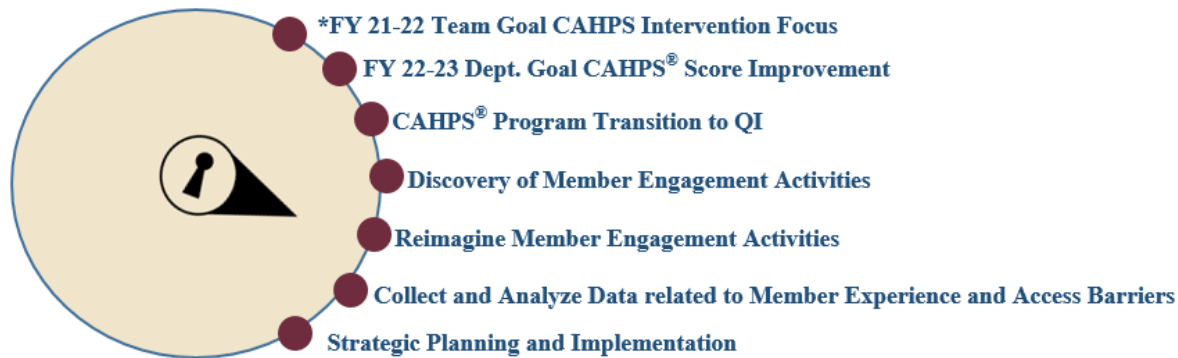 *FY 21-22 Team Goal CAHPS Intervention Focus
FY 22-23 Dept. Goal CAHPS® Score Improvement
CAHPS® Program Transition to QI
Discovery of Member Engagement Activities
Reimagine Member Engagement Activities
Collect and Analyze Data related to Member Experience and Access Barriers
Strategic Planning and Implementation